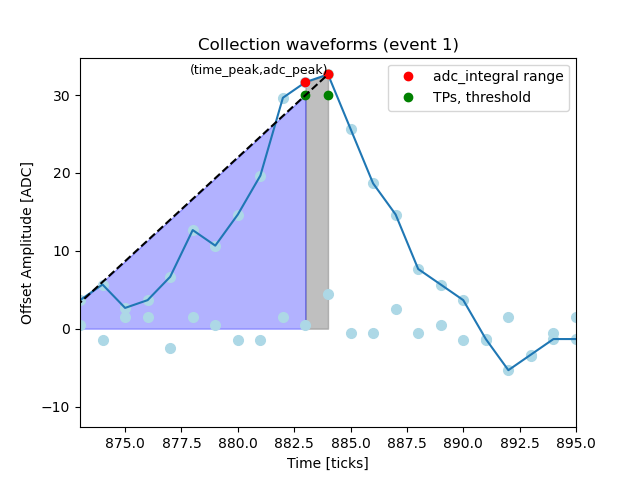 Collection waveforms (event 1)
(time_peak,adc_peak)
adc_integral range
TPs, threshold
Offset Amplitude [ADC]
30
20
10
0
−10
875.0 877.5 880.0 882.5 885.0 887.5 890.0 892.5 895.0
Time [ticks]